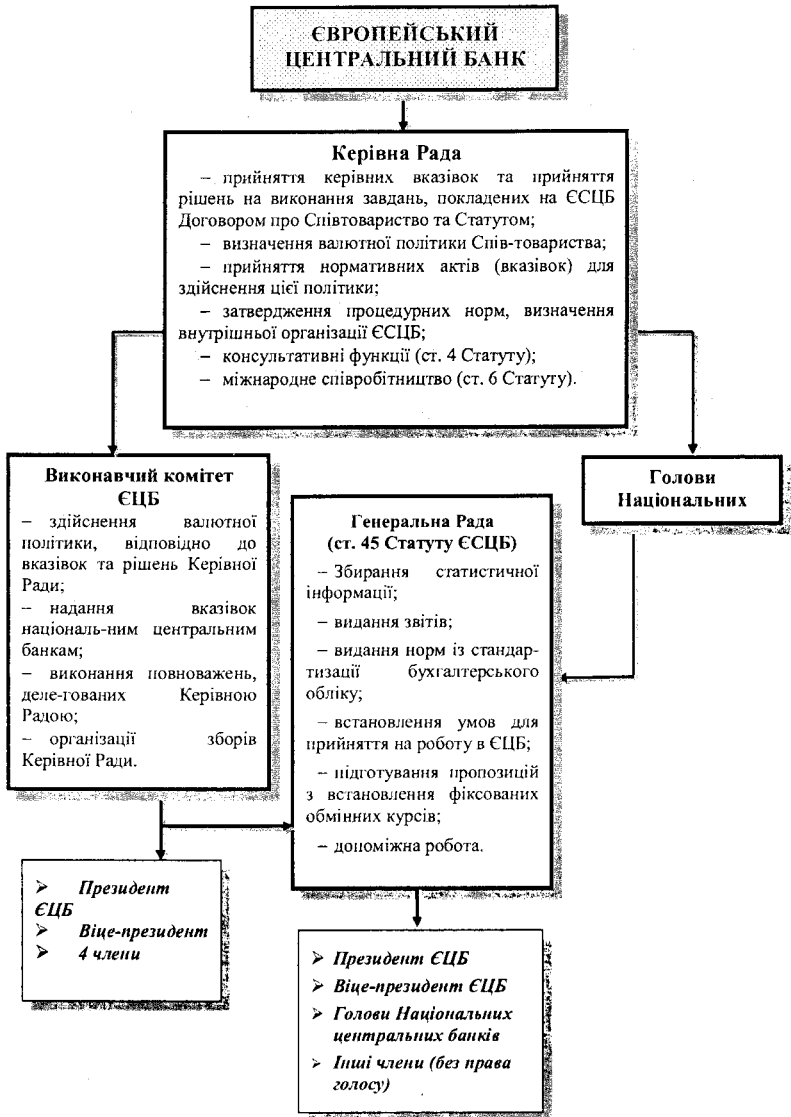 ЄВРОПЕЙСЬКИЙ
ЦЕНТРАЛЬНИЙ БАНК
Керівна Рада
– прийняття керівних вказівок та прийняття
рішень на виконання завдань, покладених на ЄСЦБ
Договором про Співтовариство та Статутом;
– визначення валютної політики Спів-товариства;
– прийняття нормативних актів (вказівок) для
здійснення цієї політики;
– затвердження процедурних норм, визначення
внутрішньої організації ЄСЦБ;
– консультативні функції (ст. 4 Статуту);
– міжнародне співробітництво (ст. 6 Статуту).
Виконавчий комітет
ЄЦБ
– здійснення валютної
політики, відповідно до
вказівок та рішень Керівної
Ради;
– надання вказівок
національ-ним центральним
банкам;
– виконання повноважень,
деле-гованих Керівною
Радою;
– організації зборів
Керівної Ради.
Генеральна Рада
(ст. 45 Статуту ЄСЦБ)
– Збирання статистичної
інформації;
– видання звітів;
– видання норм із стандар-
тизації бухгалтерського
обліку;
– встановлення умов для
прийняття на роботу в ЄЦБ;
– підготування пропозицій
з встановлення фіксованих
обмінних курсів;
– допоміжна робота.
Голови
Національних
➢ Президент
ЄЦБ
➢ Віце-президент
➢ 4 члени
➢ Президент ЄЦБ
➢ Віце-президент ЄЦБ
➢ Голови Національних
центральних банків
➢ Інші члени (без права
голосу)